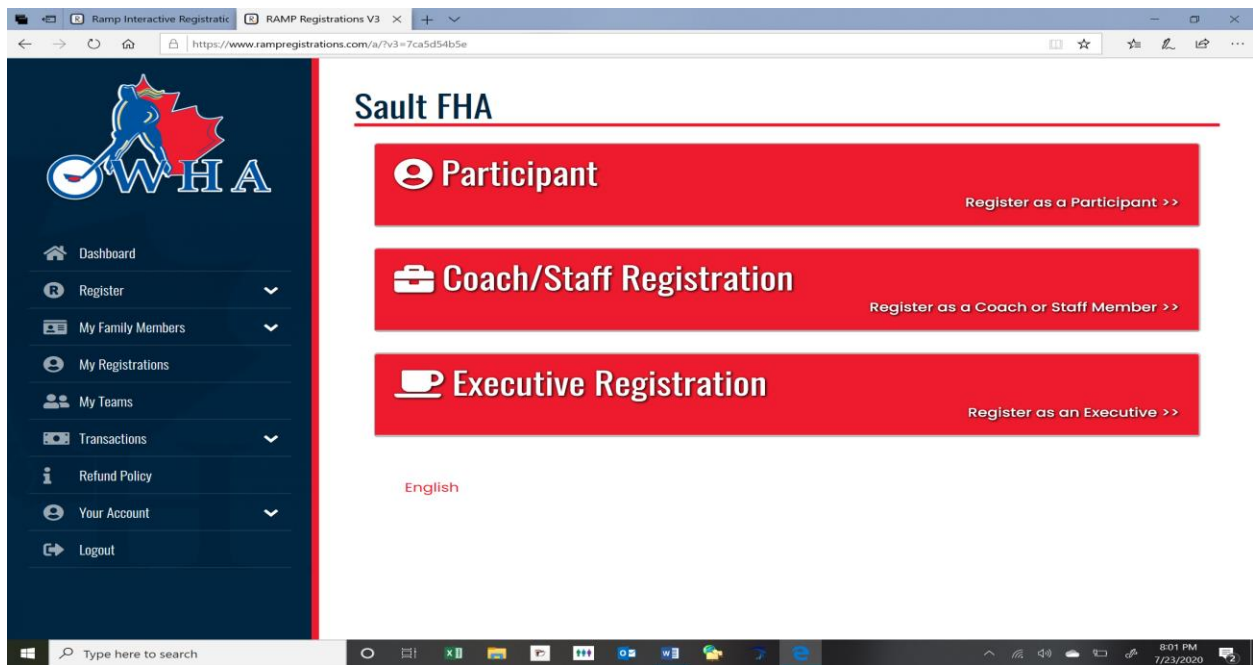 Ramp Interactive Registratic
RAMP Registrations V3
https://www.rampregistrations.com/a/?v3=7ca5d54b5e
OWHA
Dashboard
Register
My Family Members
My Registrations
My Teams
Transactions
Refund Policy
Your Account
Logout
Sault FHA
Participant
Register as a Participant >>
Coach/Staff Registration
Register as a Coach or Staff Member >>
Executive Registration
Register as an Executive >>
English
Type here to search
8:01 PM
7/23/2020